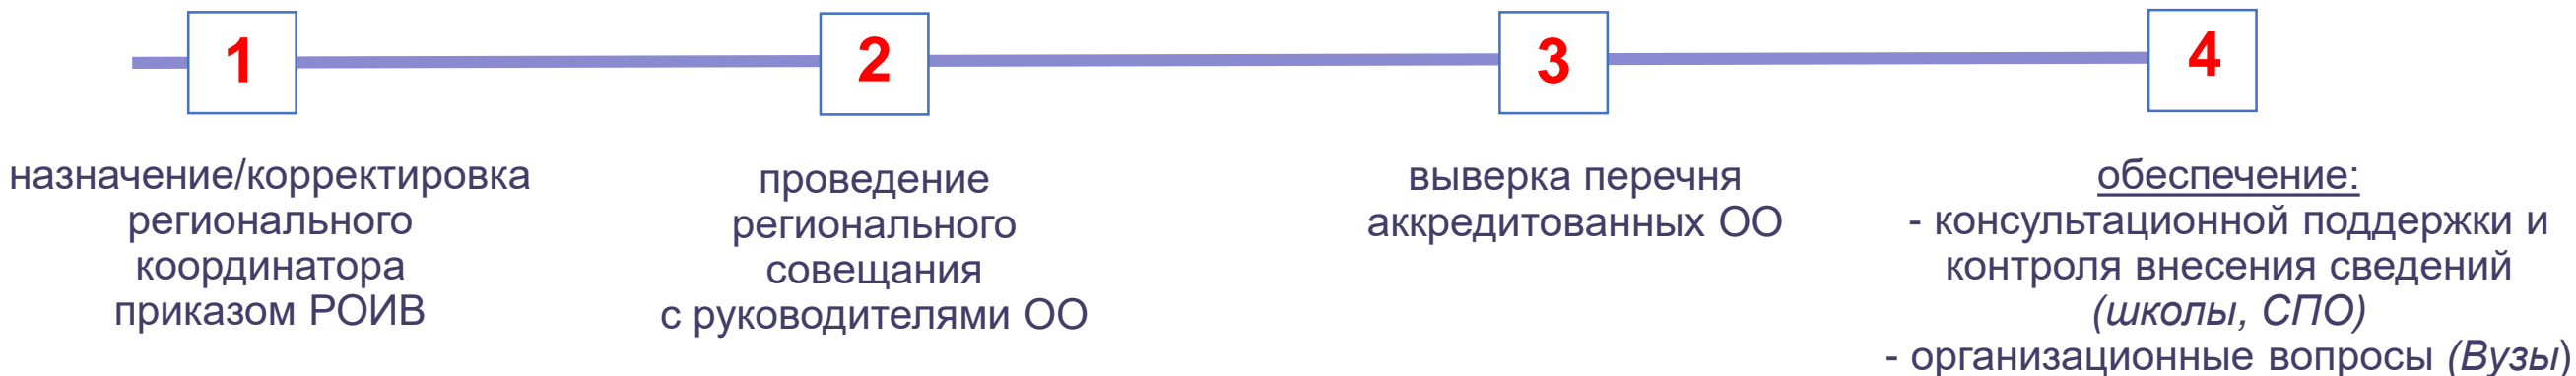 1
назначение/корректировка
регионального
координатора
приказом РОИВ
2
проведение
регионального
совещания
с руководителями ОО
3
выверка перечня
аккредитованных ОО
4
обеспечение:
- консультационной поддержки и
контроля внесения сведений
(школы, СПО)
- организационные вопросы (Вузы)